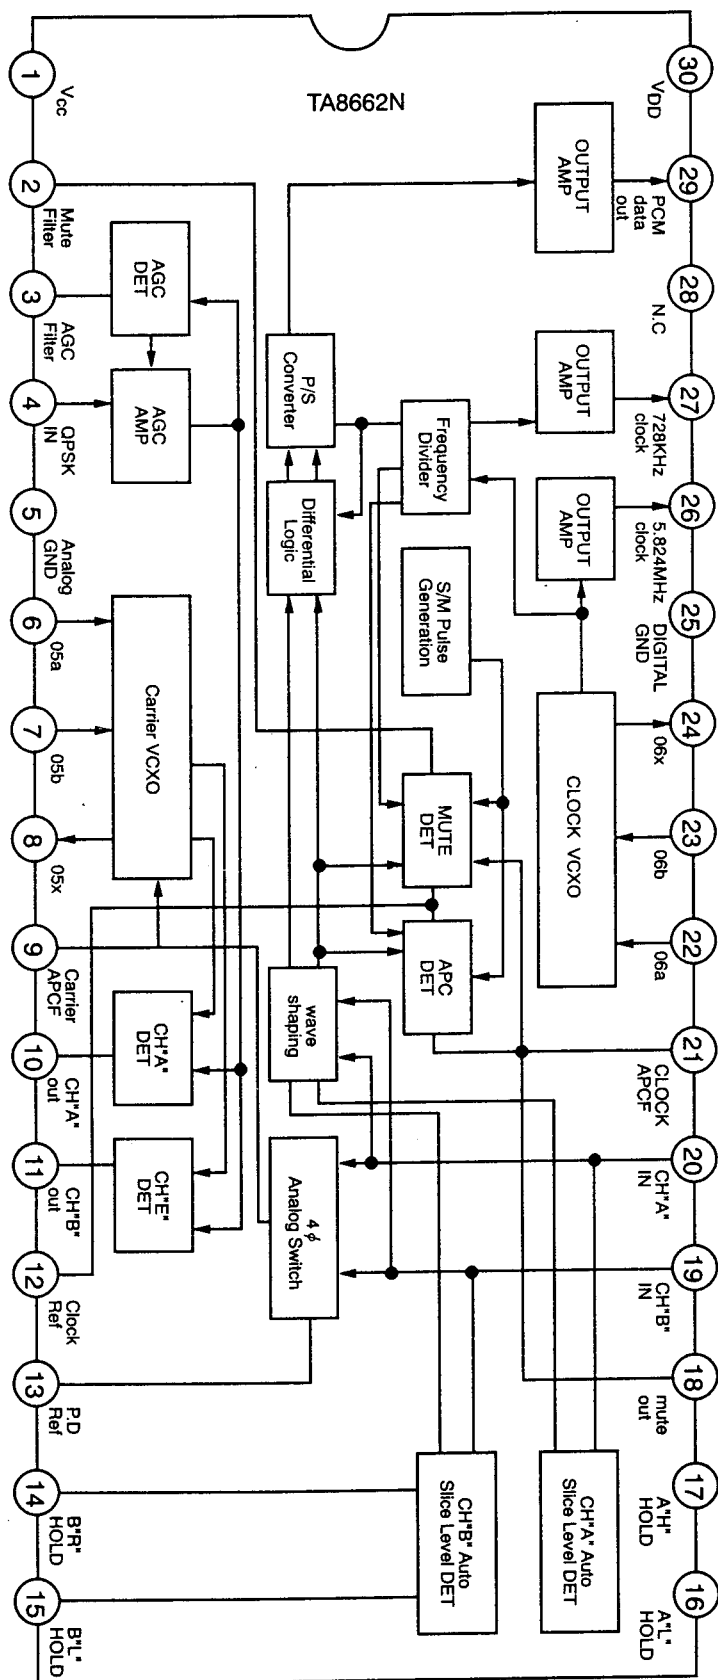 TA8662N
1
Vcc
2
Mute
Filter
3
AGC
Filter
4
QPSK
IN
5
Analog
GND
6
05a
7
05b
8
05x
9
Carrier
APCF
10
CH"A"
out
11
CH"B"
out
12
Clock
Ref
13
P.D
Ref
14
B"R"
HOLD
15
B"L"
HOLD
30
VDD
29
PCM
data
out
28
N.C
27
728KHz
clock
26
5.824MHz
clock
25
DIGITAL
GND
24
06x
23
06b
22
06a
21
CLOCK
APCF
20
CH"A"
IN
19
CH"B"
IN
18
mute
out
17
A"H"
HOLD
16
A"L"
HOLD
AGC
DET
AGC
AMP
Carrier VCXO
CH"A"
DET
CH"E"
DET
P/S
Converter
Differential
Logic
wave
shaping
4ϕ
Analog Switch
Frequency
Divider
S/M Pulse
Generation
MUTE
DET
APC
DET
CH"B" Auto
Slice Level DET
OUTPUT
AMP
OUTPUT
AMP
OUTPUT
AMP
CLOCK VCXO
CH"A" Auto
Slice Level DET